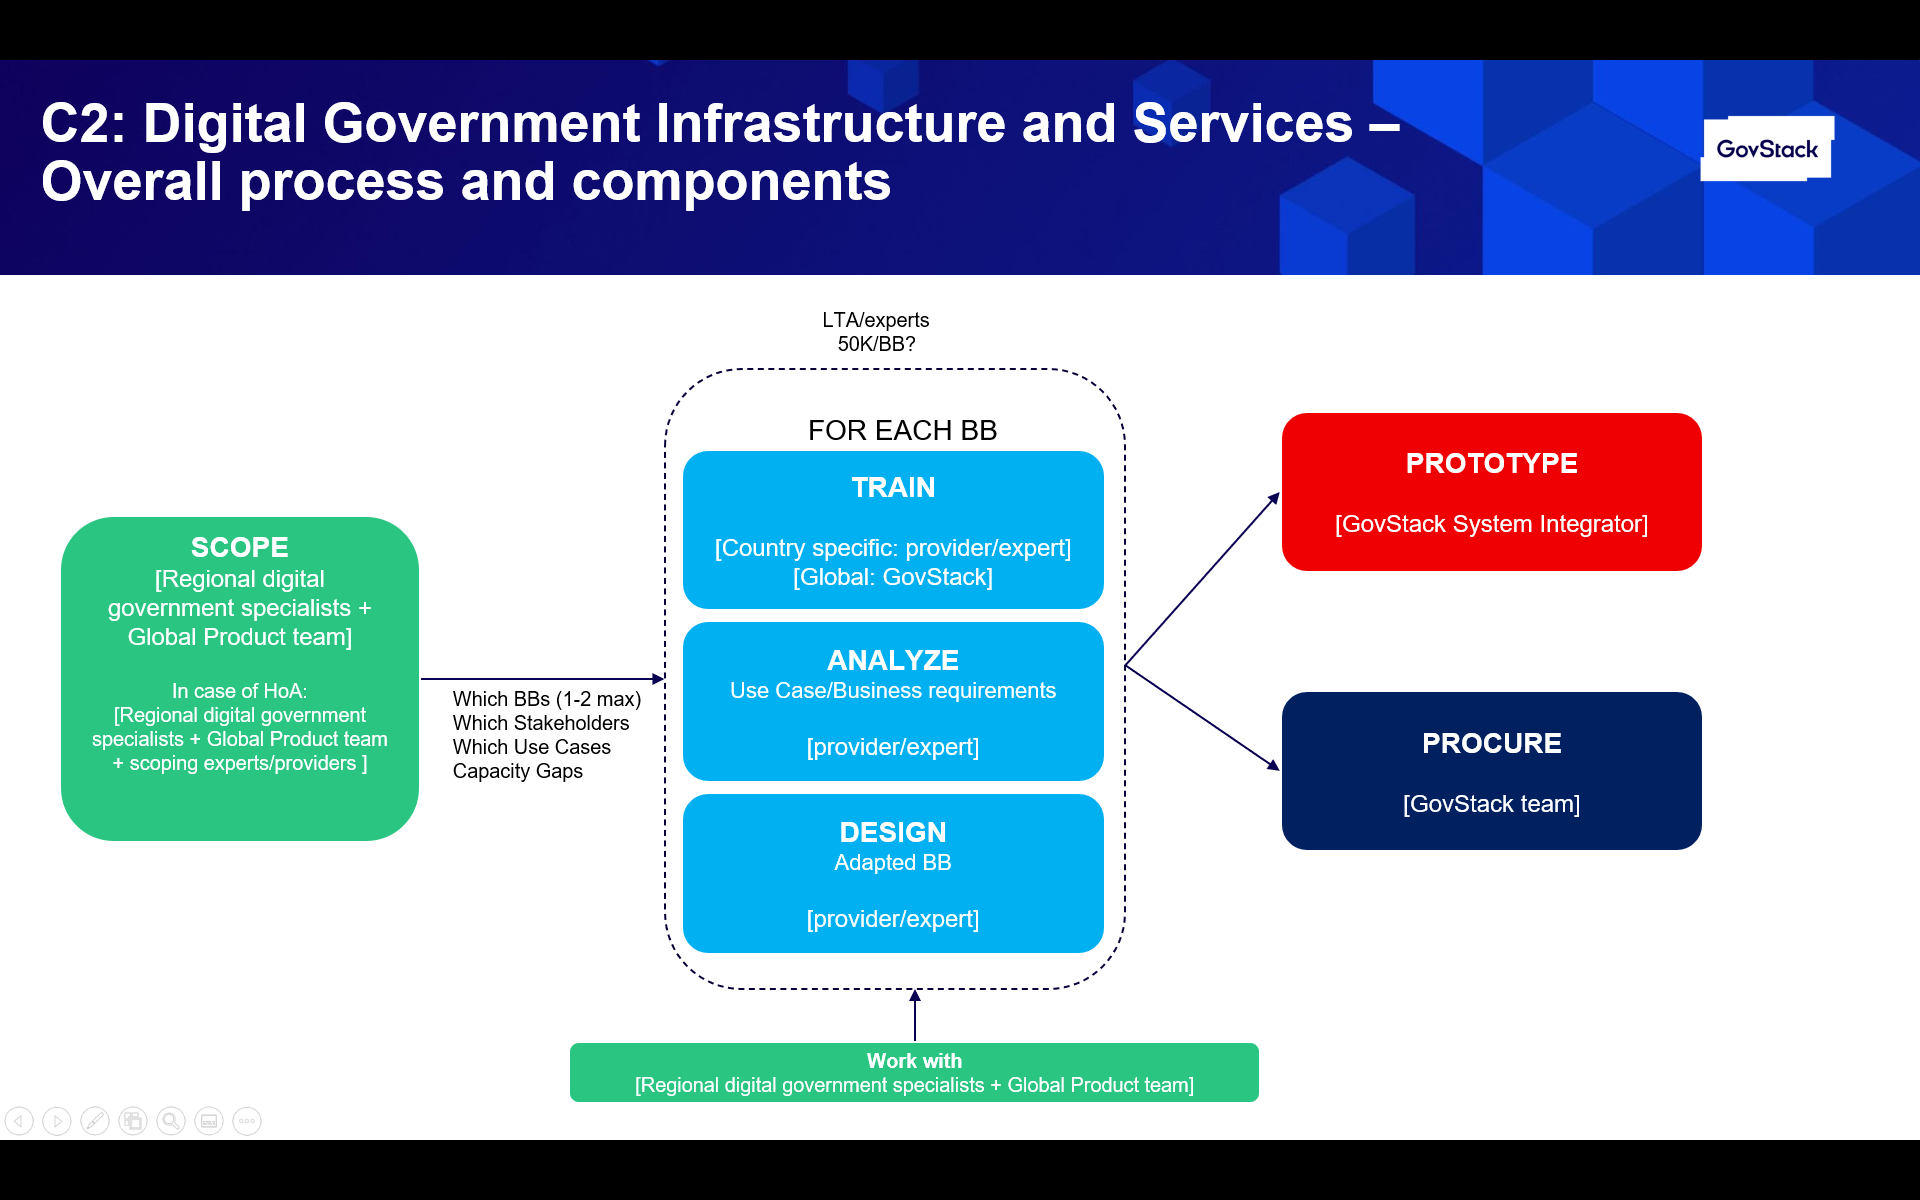 C2: Digital Government Infrastructure and Services –
Overall process and components
GovStack
LTA/experts
50K/BB?
FOR EACH BB
SCOPE
[Regional digital
government specialists +
Global Product team]
In case of HoA:
[Regional digital government
specialists + Global Product team
+ scoping experts/providers ]
Which BBs (1-2 max)
Which Stakeholders
Which Use Cases
Capacity Gaps
TRAIN
[Country specific: provider/expert]
[Global: GovStack]
ANALYZE
Use Case/Business requirements
[provider/expert]
DESIGN
Adapted BB
[provider/expert]
PROTOTYPE
[GovStack System Integrator]
PROCURE
[GovStack team]
Work with
[Regional digital government specialists + Global Product team]